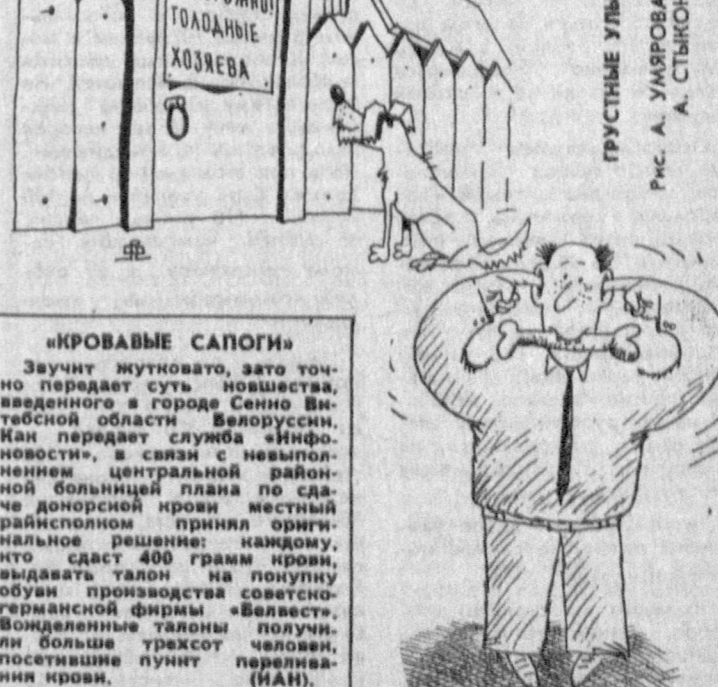 ГОЛОДНЫЕ
ХОЗЯЕВА
ГРУСТНЫЕ
Рис. А. УМЯРОВА
А. СТЫКОН
«КРОВАВЫЕ САПОГИ»
Звучит жутковато, зато точ-
но передает суть новшества,
введенного в городе Сенно Ви-
тебской области Белоруссии.
Как передает служба «Инфо-
новости», в связи с невыпол-
нением центральной район-
ной больницей плана по сда-
че донорской крови местный
райисполком принял ориги-
нальное решение: каждому,
кто сдаст 400 грамм крови,
выдавать талон на покупку
обуви производства советско-
германской фирмы «Белвест».
Вожделенные талоны получи-
ли больше трехсот человек,
посетившие пункт перелива-
ния крови. (ИАН).